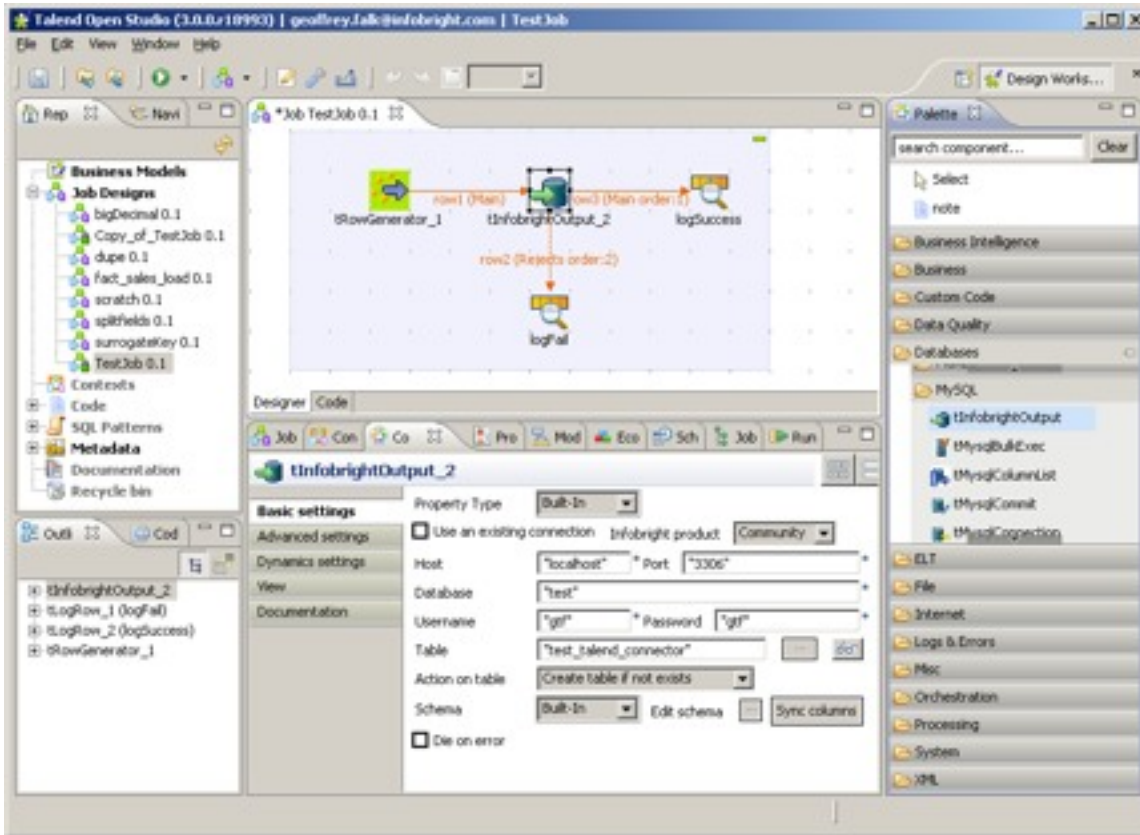 Talend Open Studio (3.0.0.r18993) | geoffrey.falk@infobright.com | TestJob
File Edit View Window Help
Design Works...
Rep Navi
Business Models
Job Designs
bigDecimal 0.1
Copy_of_TestJob 0.1
dupe 0.1
fact_sales_load 0.1
scratch 0.1
splitfields 0.1
surrogateKey 0.1
TestJob 0.1
Contexts
Code
SQL Patterns
Metadata
Documentation
Recycle bin
Outli Cod
tInfobrightOutput_2
tLogRow_1 (logFail)
tLogRow_2 (logSuccess)
tRowGenerator_1
*Job TestJob 0.1
row1 (Main)
row3 (Main order:1)
tRowGenerator_1 tInfobrightOutput_2 logSuccess
row2 (Rejects order:2)
logFail
Designer Code
Job Con Co Pro Mod Eco Sch Job Run
tInfobrightOutput_2
Basic settings
Advanced settings
Dynamics settings
View
Documentation
Property Type Built-In
Use an existing connection Infobright product Community
Host "localhost" * Port "3306" *
Database "test" *
Username "gtf" * Password "gtf" *
Table "test_talend_connector" ...
Action on table Create table if not exists
Schema Built-In Edit schema ... Sync columns
Die on error
Palette
search component... Clear
Select
note
Business Intelligence
Business
Custom Code
Data Quality
Databases
MySQL
tInfobrightOutput
tMysqlBulkExec
tMysqlColumnList
tMysqlCommit
tMysqlConnection
ELT
File
Internet
Logs & Errors
Misc
Orchestration
Processing
System
XML